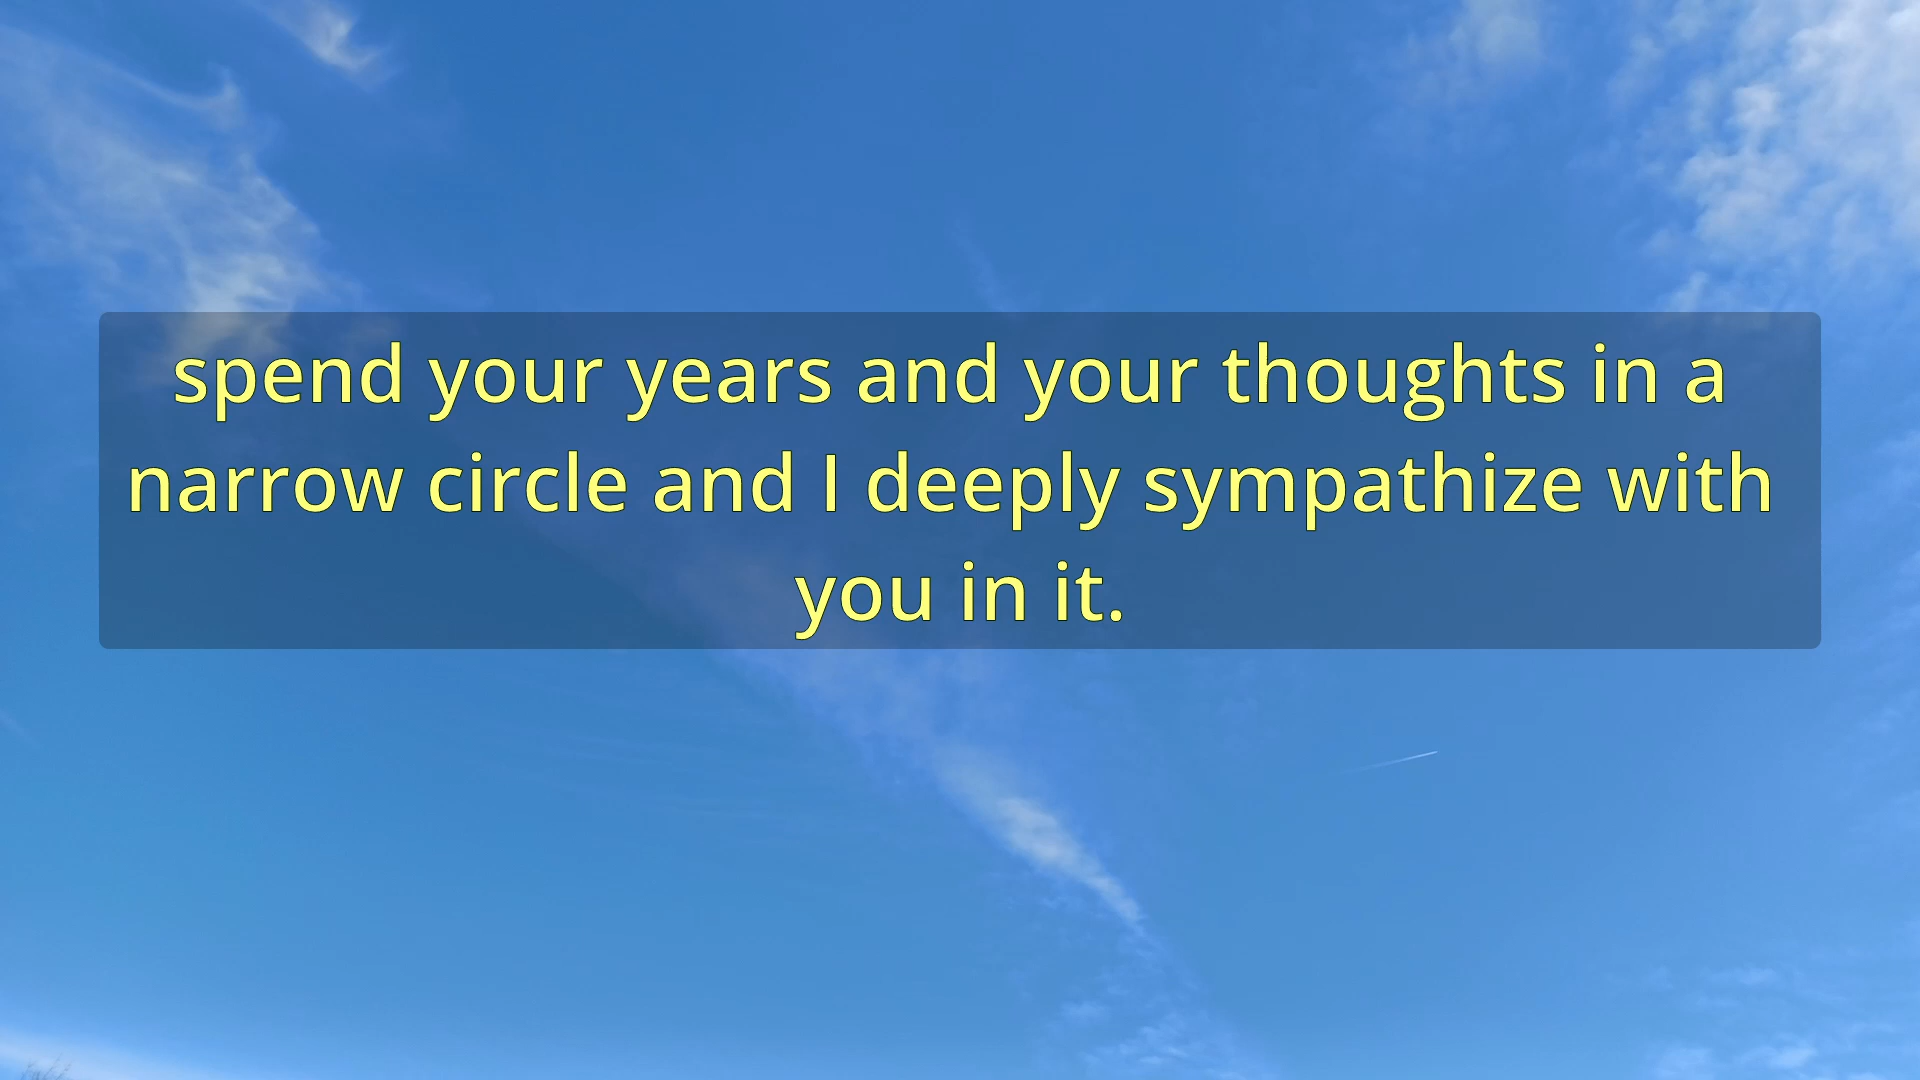 spend your years and your thoughts in a
narrow circle and I deeply sympathize with
you in it.